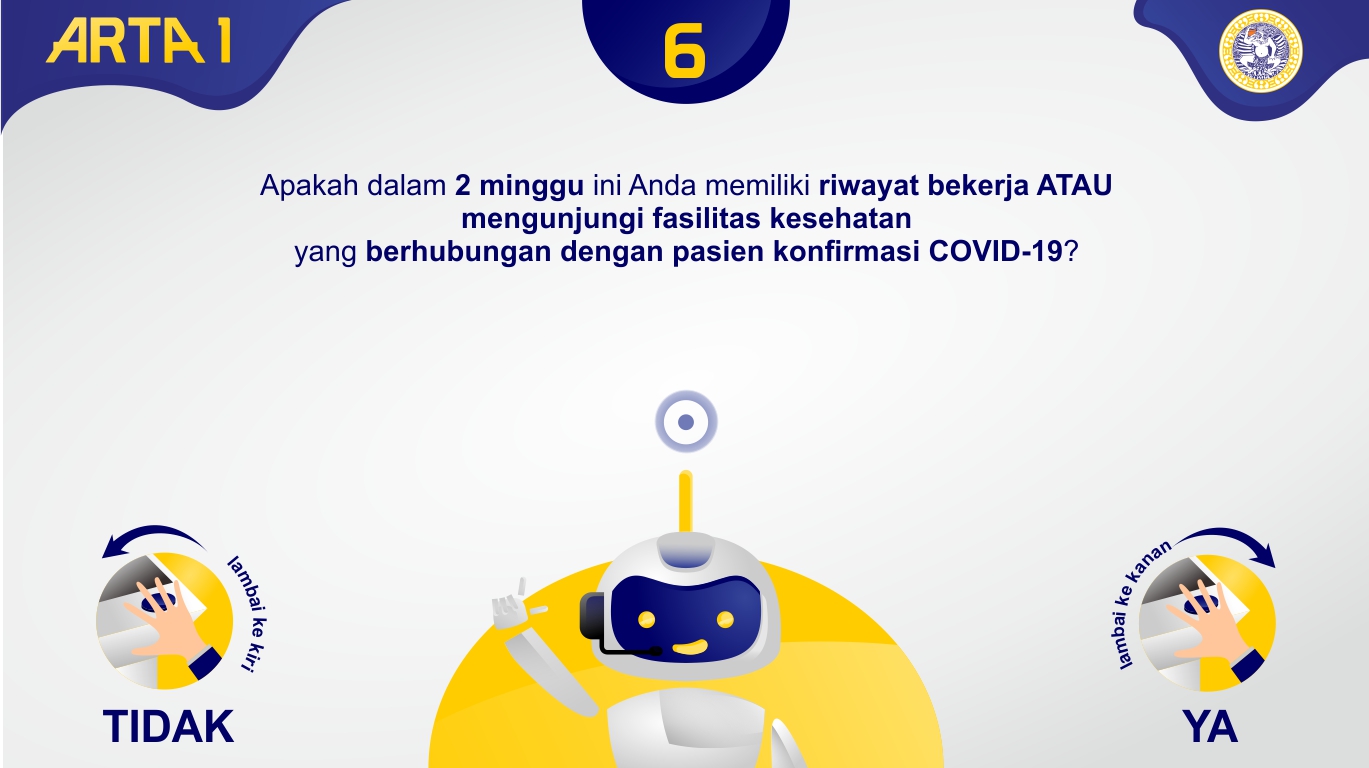 ARTA 1
6
Apakah dalam 2 minggu ini Anda memiliki riwayat bekerja ATAU
mengunjungi fasilitas kesehatan
yang berhubungan dengan pasien konfirmasi COVID-19?
lambai ke kiri
TIDAK
lambai ke kanan
YA